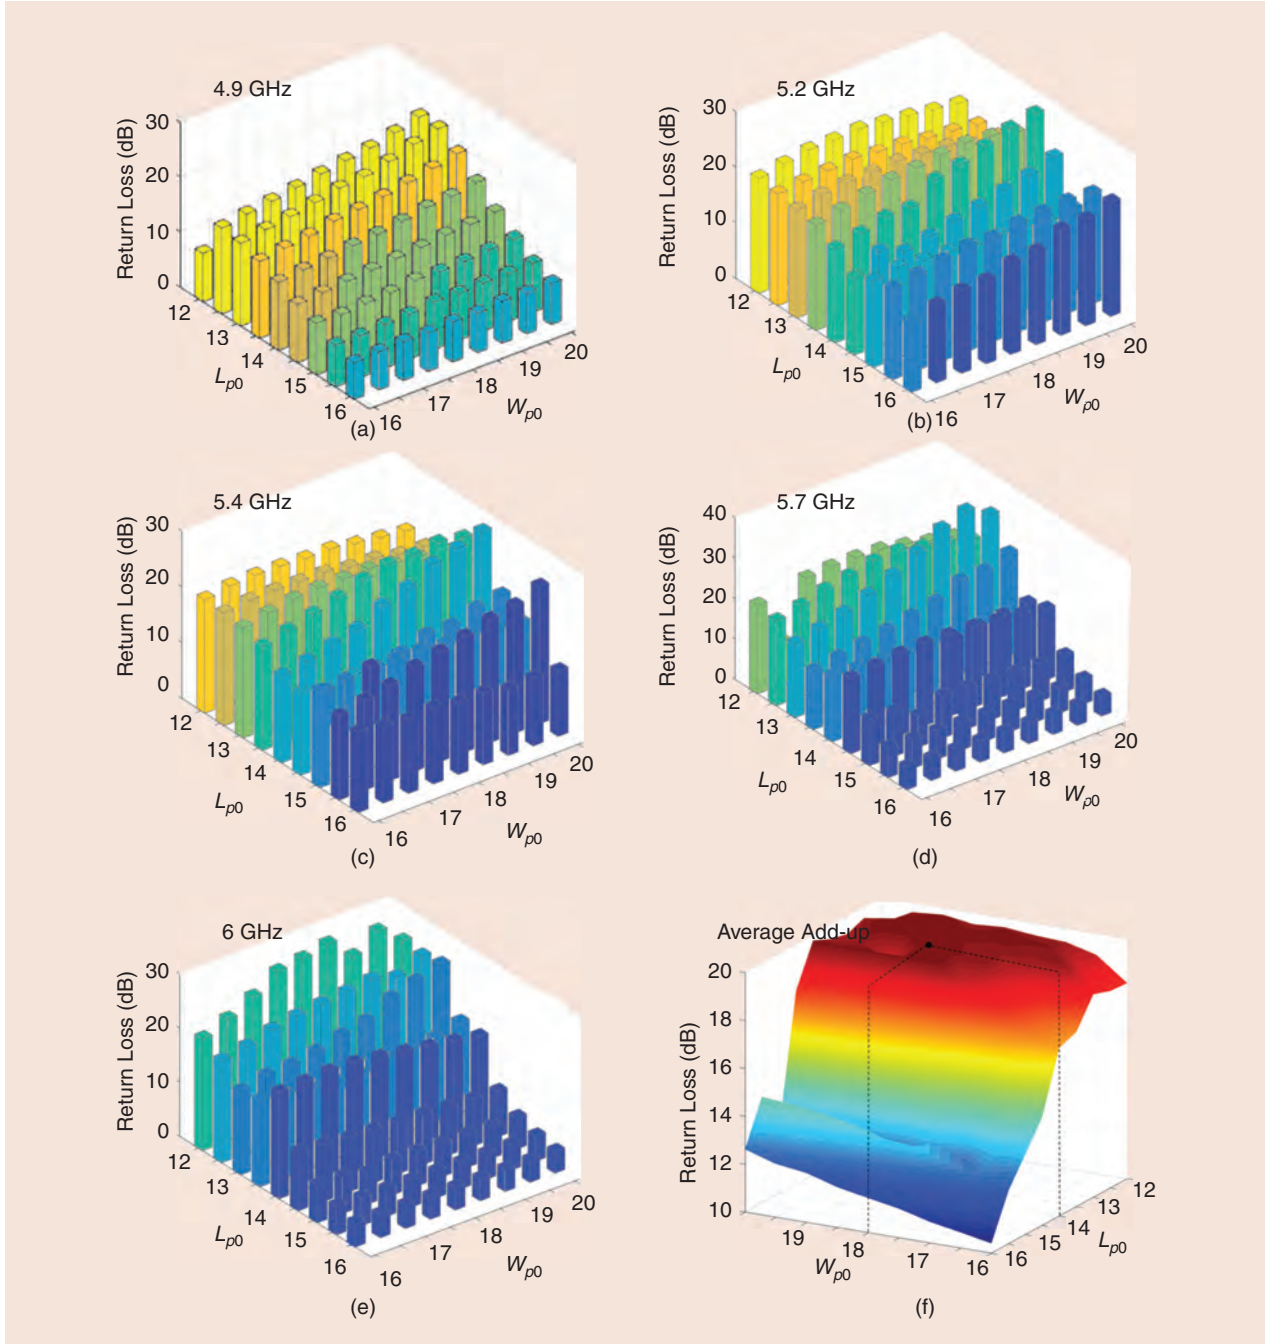 4.9 GHz
Return Loss (dB)
30
20
10
0
12
13
14
15
16
L_p0
16
17
18
19
20
W_p0
(a)
5.2 GHz
Return Loss (dB)
30
20
10
0
12
13
14
15
16
L_p0
16
17
18
19
20
W_p0
(b)
5.4 GHz
Return Loss (dB)
30
20
10
0
12
13
14
15
16
L_p0
16
17
18
19
20
W_p0
(c)
5.7 GHz
Return Loss (dB)
40
30
20
10
0
12
13
14
15
16
L_p0
16
17
18
19
20
W_p0
(d)
6 GHz
Return Loss (dB)
30
20
10
0
12
13
14
15
16
L_p0
16
17
18
19
20
W_p0
(e)
Average Add-up
Return Loss (dB)
20
18
16
14
12
10
19
18
17
16
W_p0
16
15
14
13
12
L_p0
(f)